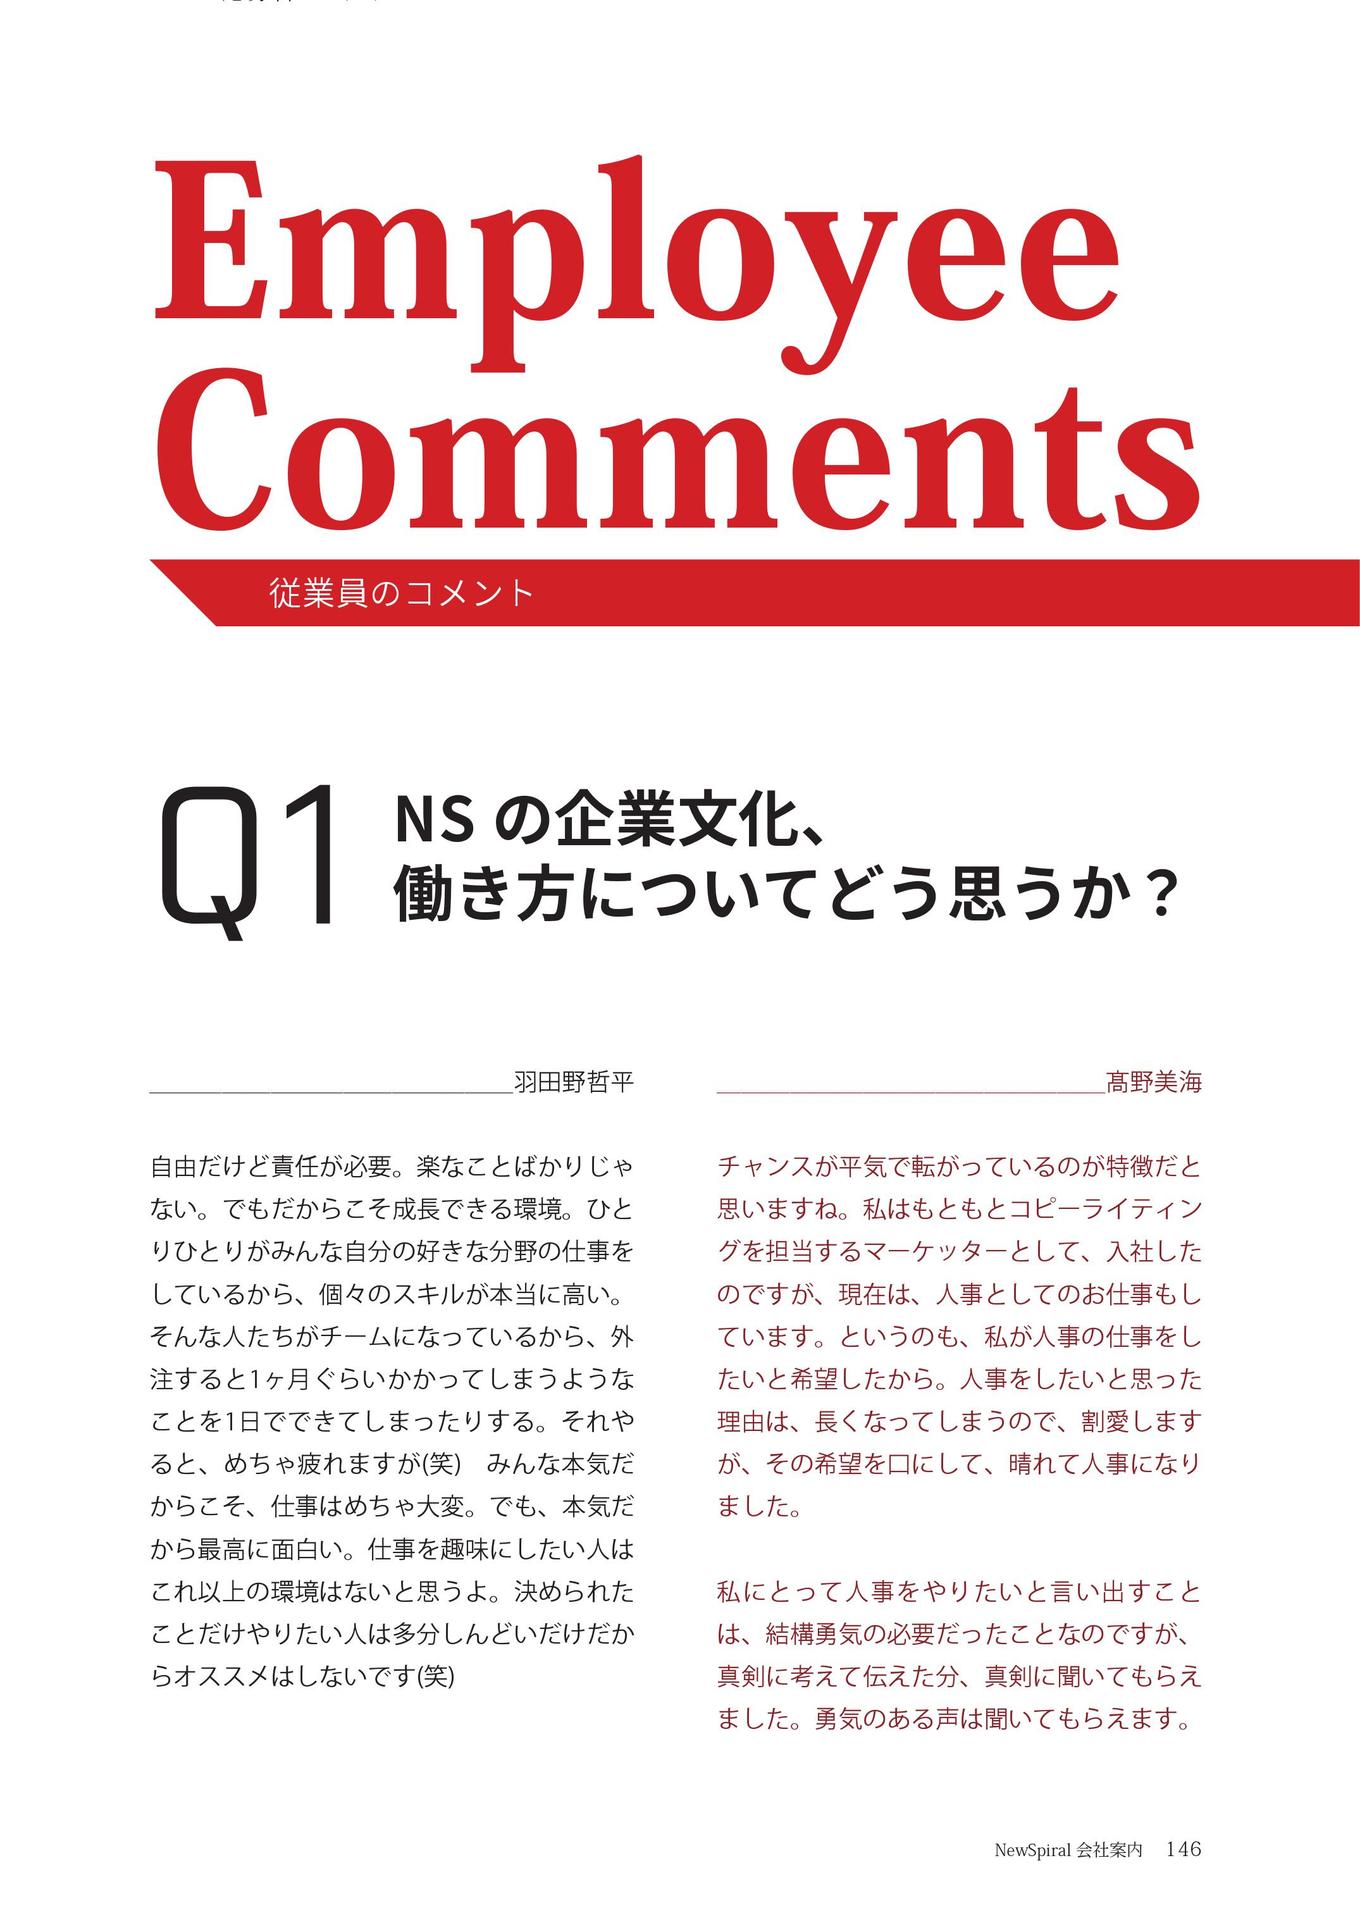 Employee
Comments
従業員のコメント
Q1
NS の企業文化、
働き方についてどう思うか？
羽田野哲平
自由だけど責任が必要。楽なことばかりじゃ
ない。でもだからこそ成長できる環境。ひと
りひとりがみんな自分の好きな分野の仕事を
しているから、個々のスキルが本当に高い。
そんな人たちがチームになっているから、外
注すると1ヶ月ぐらいかかってしまうような
ことを1日でできてしまったりする。それや
ると、めちゃ疲れますが(笑)　みんな本気だ
からこそ、仕事はめちゃ大変。でも、本気だ
から最高に面白い。仕事を趣味にしたい人は
これ以上の環境はないと思うよ。決められた
ことだけやりたい人は多分しんどいだけだか
らオススメはしないです(笑)
髙野美海
チャンスが平気で転がっているのが特徴だと
思いますね。私はもともとコピーライティン
グを担当するマーケッターとして、入社した
のですが、現在は、人事としてのお仕事もし
ています。というのも、私が人事の仕事をし
たいと希望したから。人事をしたいと思った
理由は、長くなってしまうので、割愛します
が、その希望を口にして、晴れて人事になり
ました。
私にとって人事をやりたいと言い出すこと
は、結構勇気の必要だったことなのですが、
真剣に考えて伝えた分、真剣に聞いてもらえ
ました。勇気のある声は聞いてもらえます。
NewSpiral 会社案内　146